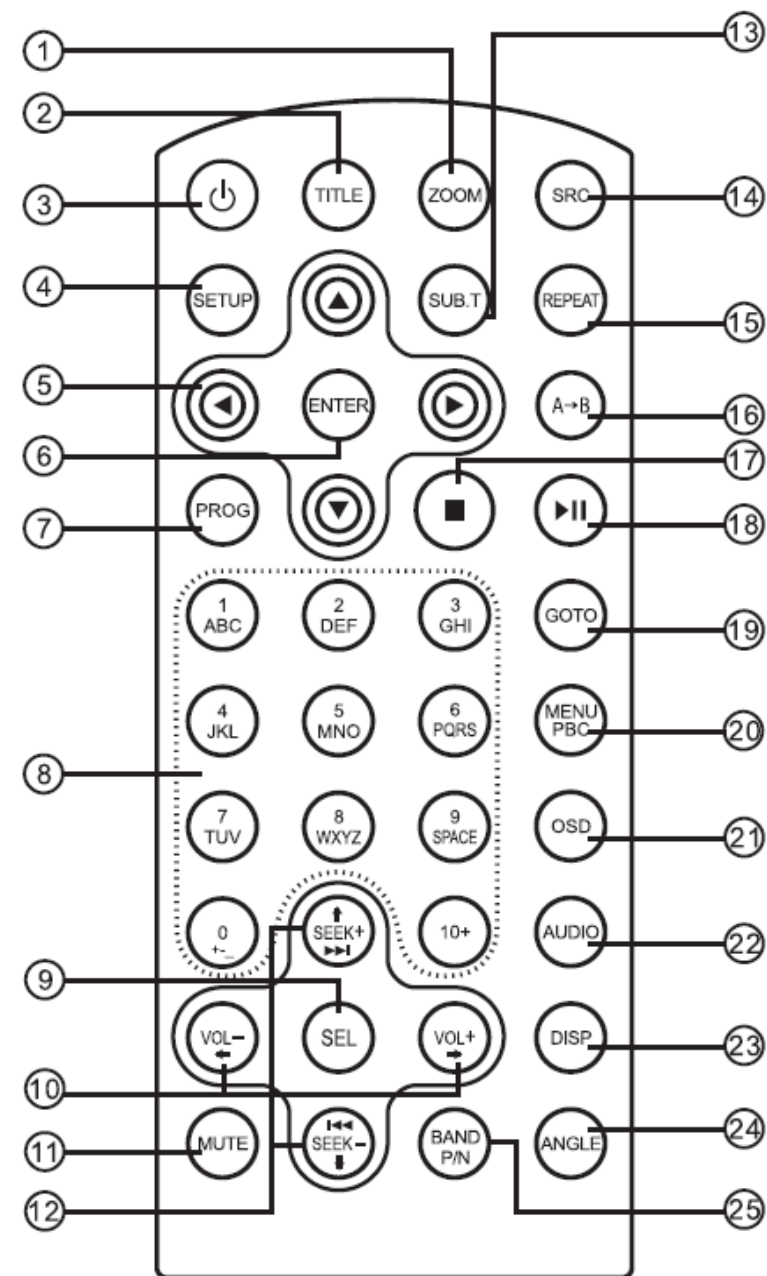 13
1
2
TITLE
ZOOM
SRC
3
14
4
SETUP
SUB.T
REPEAT
15
5
ENTER
A→B
16
6
17
7
PROG
18
1
ABC
2
DEF
3
GHI
GOTO
19
4
JKL
5
MNO
6
PQRS
MENU
PBC
20
8
7
TUV
8
WXYZ
9
SPACE
OSD
21
0
+-_
SEEK+
10+
AUDIO
22
9
VOL-
SEL
VOL+
DISP
23
10
MUTE
SEEK-
BAND
P/N
ANGLE
24
11
12
25